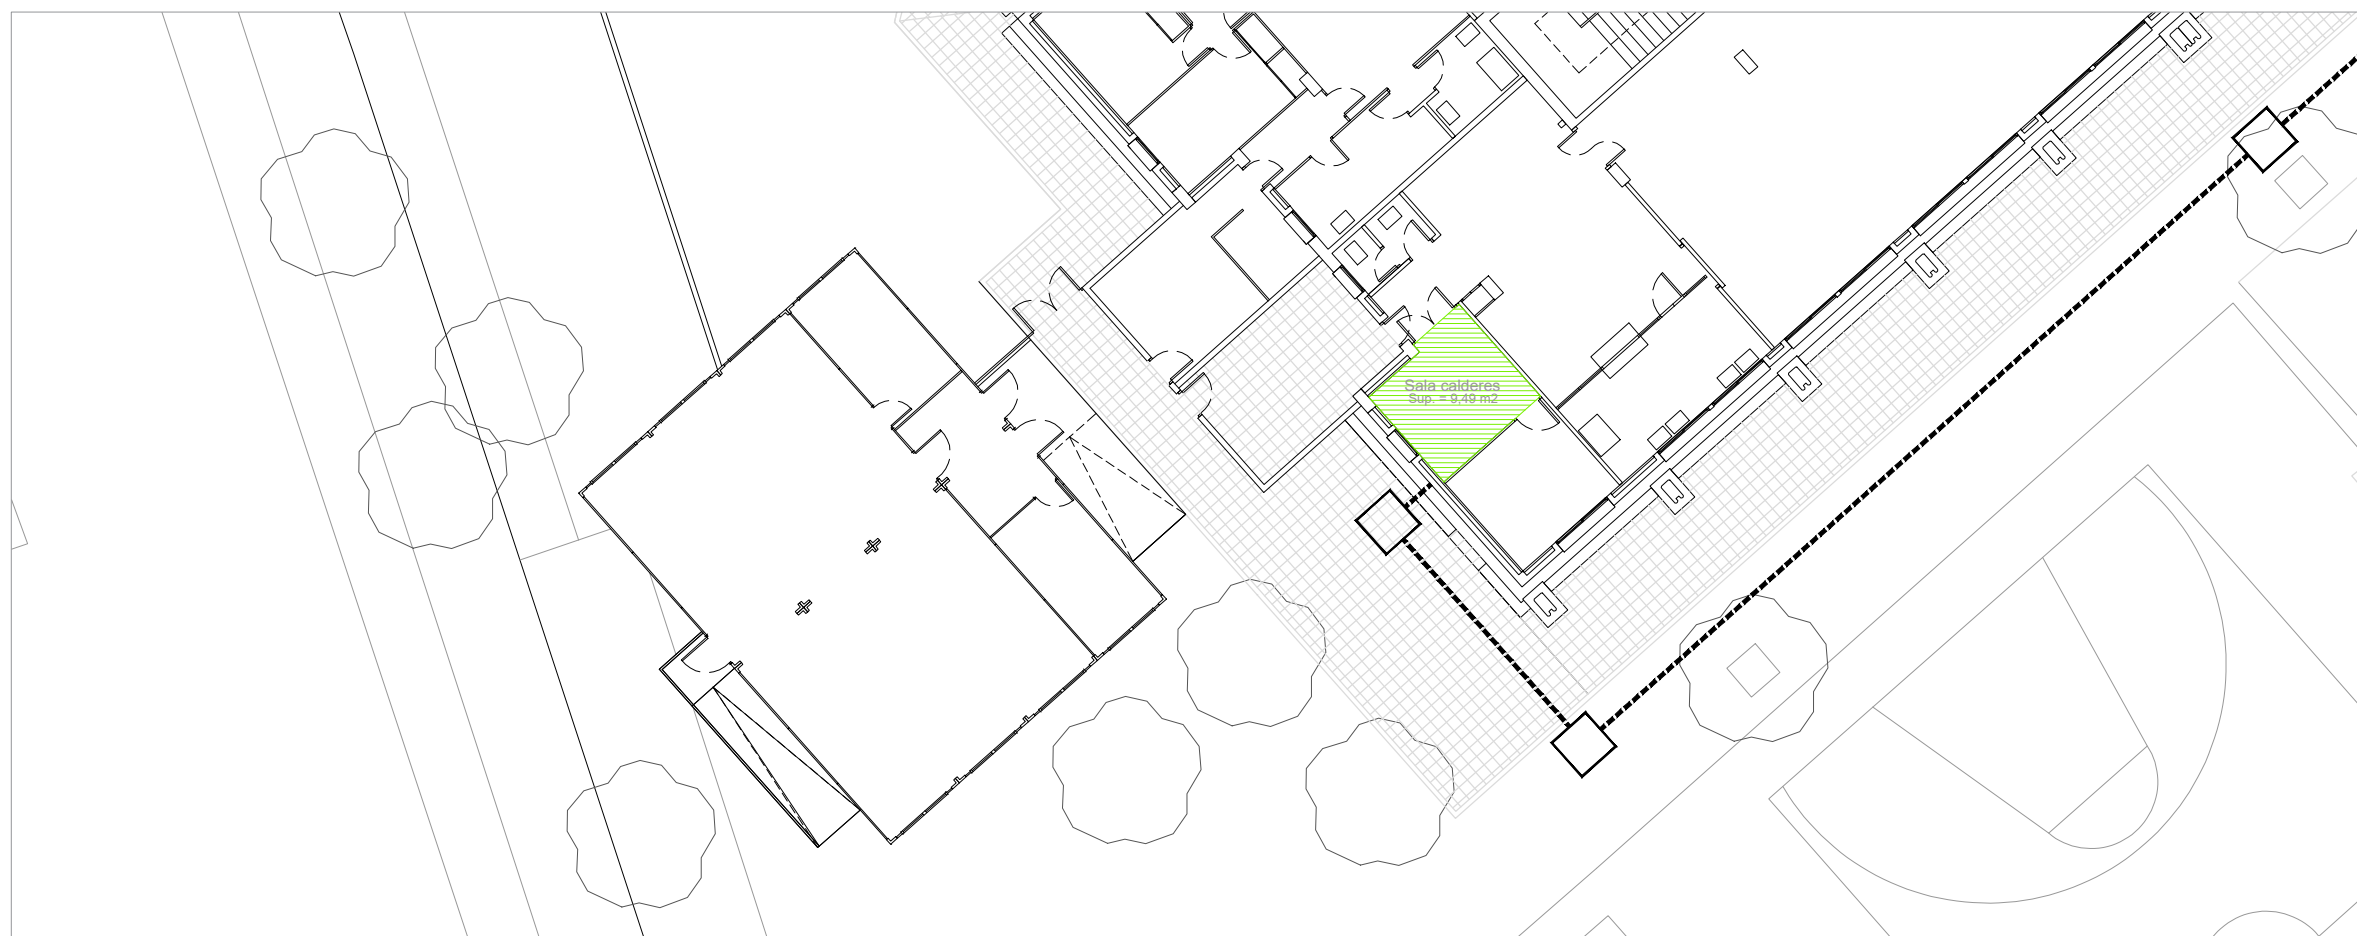 Sala calderes
Sup. = 9,49 m2